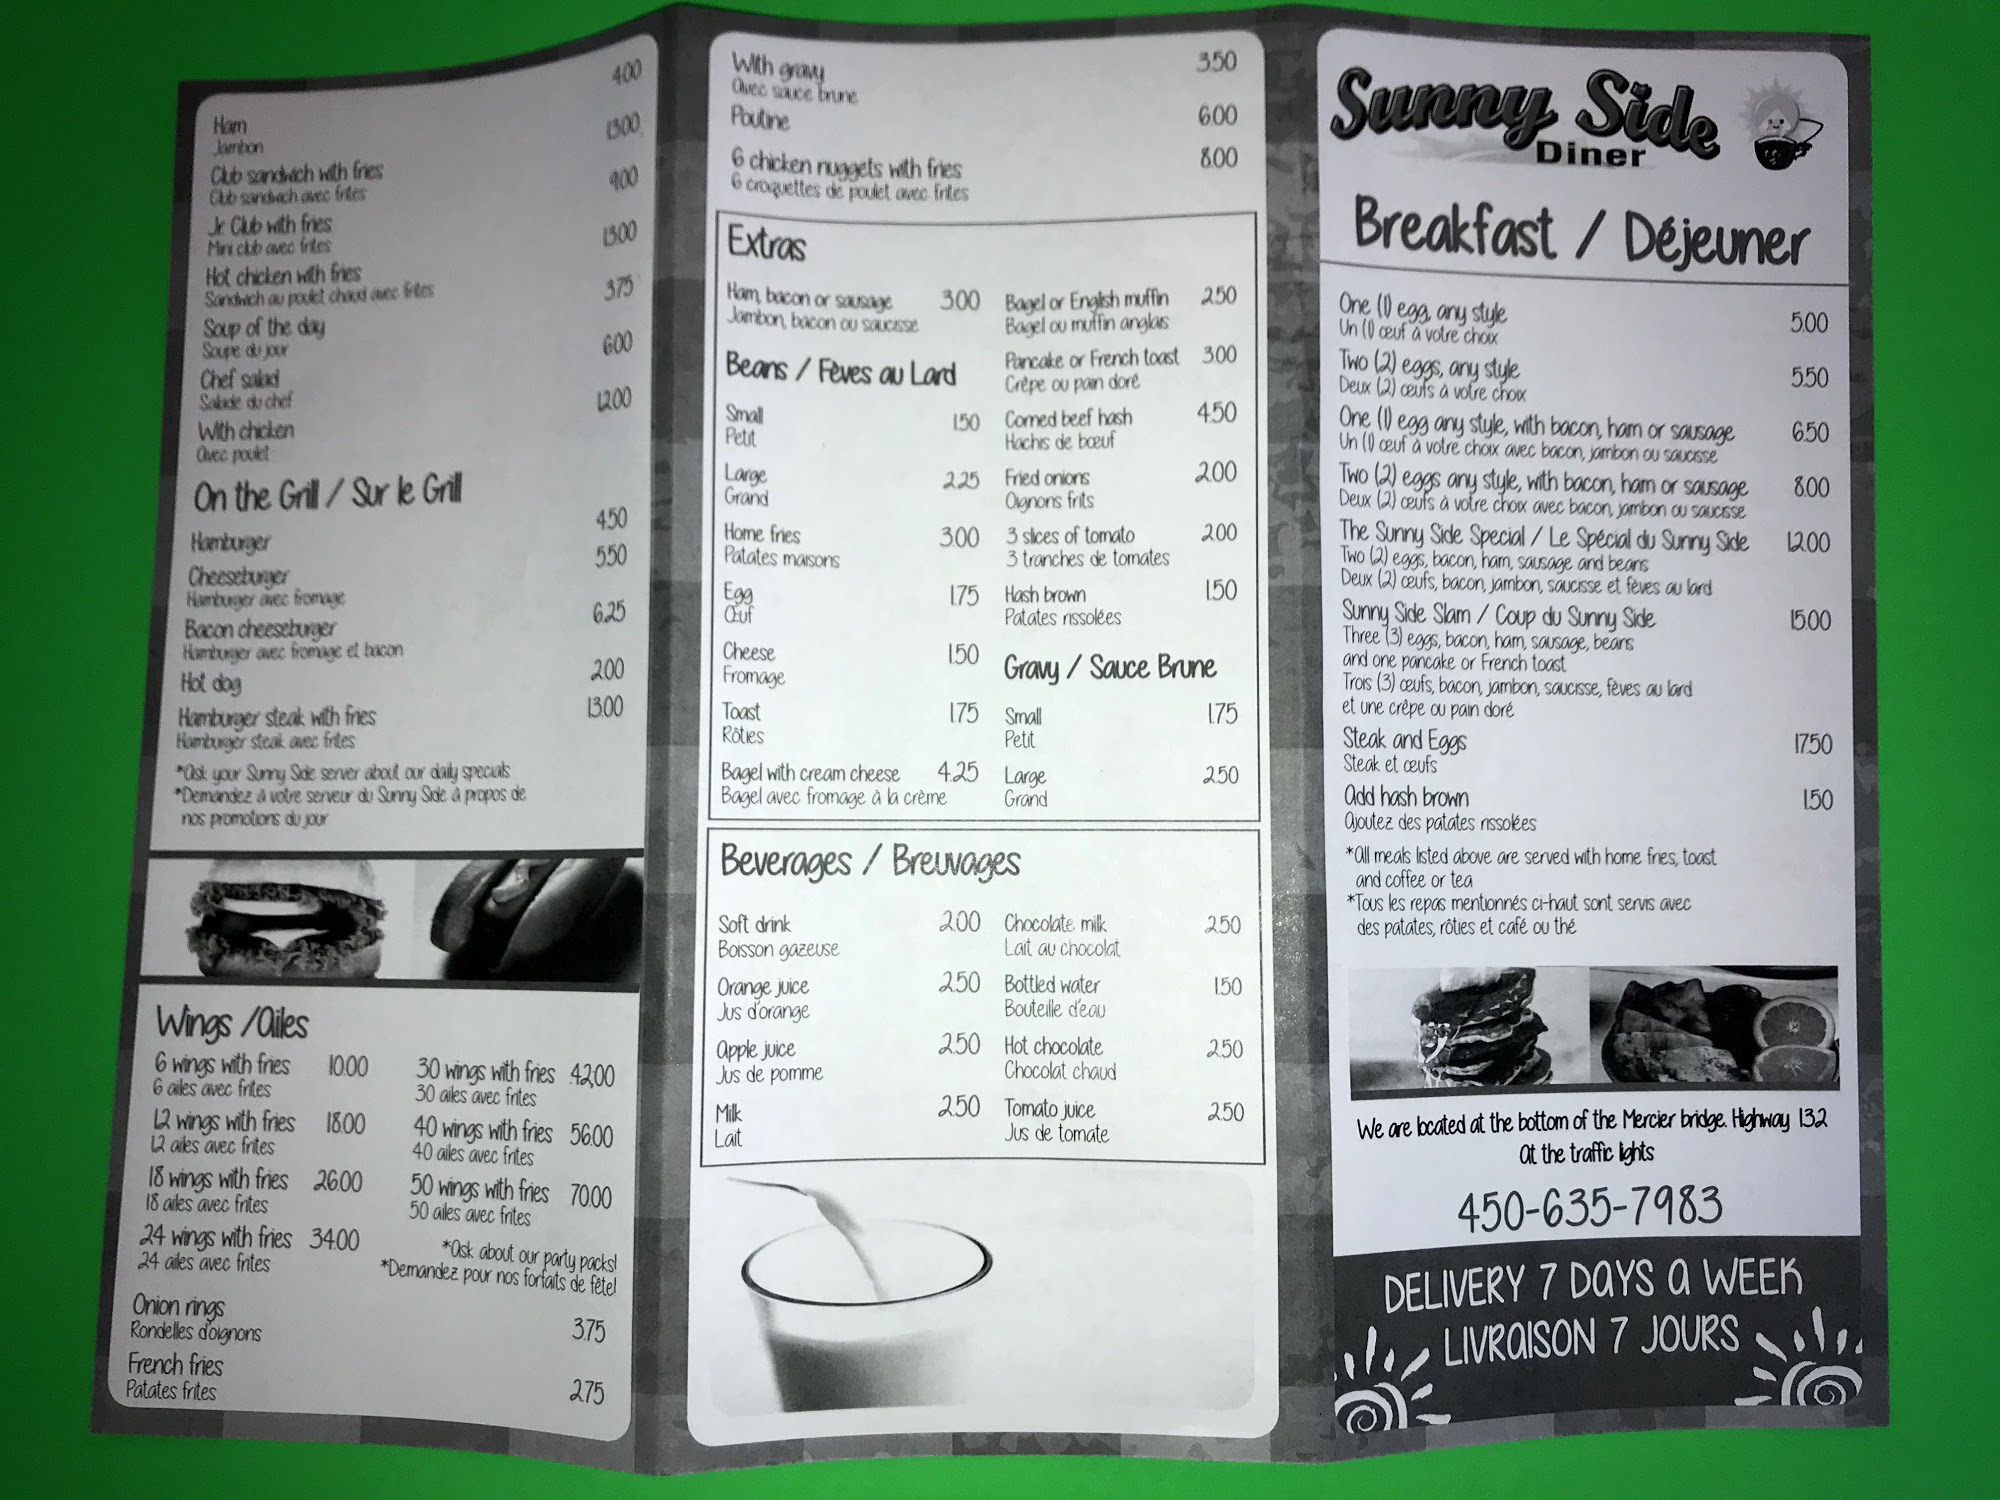 Ham 4.00
Jambon
Club sandwich with fries 13.00
Club sandwich avec frites
Jr. Club with fries 9.00
Mini club avec frites
Hot chicken with fries 13.00
Sandwich au poulet chaud avec frites
Soup of the day 3.75
Soupe du jour
Chef salad 6.00
Salade du chef
With chicken 12.00
Avec poulet
On the Grill / Sur le Grill
Hamburger 4.50
Cheeseburger 5.50
Hamburger avec fromage
Bacon cheeseburger 6.25
Hamburger avec fromage et bacon
Hot dog 2.00
Hamburger steak with fries 13.00
Hamburger steak avec frites
*Ask your Sunny Side server about our daily specials
*Demandez à votre serveur du Sunny Side à propos de
nos promotions du jour
Wings /Ailes
6 wings with fries 10.00
6 ailes avec frites
12 wings with fries 18.00
12 ailes avec frites
18 wings with fries 26.00
18 ailes avec frites
24 wings with fries 34.00
24 ailes avec frites
30 wings with fries 42.00
30 ailes avec frites
40 wings with fries 56.00
40 ailes avec frites
50 wings with fries 70.00
50 ailes avec frites
*Ask about our party packs!
*Demandez pour nos forfaits de fête!
Onion rings 3.75
Rondelles d'oignons
French fries 2.75
Patates frites
With gravy 3.50
Avec sauce brune
Poutine 6.00
6 chicken nuggets with fries 8.00
6 croquettes de poulet avec frites
Extras
Ham, bacon or sausage 3.00
Jambon, bacon ou saucisse
Beans / Fèves au Lard
Small 1.50
Petit
Large 2.25
Grand
Home fries 3.00
Patates maisons
Egg 1.75
Œuf
Cheese 1.50
Fromage
Toast 1.75
Rôties
Bagel with cream cheese 4.25
Bagel avec fromage à la crème
Bagel or English muffin 2.50
Bagel ou muffin anglais
Pancake or French toast 3.00
Crêpe ou pain doré
Corned beef hash 4.50
Hachis de bœuf
Fried onions 2.00
Oignons frits
3 slices of tomato 2.00
3 tranches de tomates
Hash brown 1.50
Patates rissolées
Gravy / Sauce Brune
Small 1.75
Petit
Large 2.50
Grand
Beverages / Breuvages
Soft drink 2.00
Boisson gazeuse
Orange juice 2.50
Jus d'orange
Apple juice 2.50
Jus de pomme
Milk 2.50
Lait
Chocolate milk 2.50
Lait au chocolat
Bottled water 1.50
Bouteille d'eau
Hot chocolate 2.50
Chocolat chaud
Tomato juice 2.50
Jus de tomate
Sunny Side
Diner
Breakfast / Déjeuner
One (1) egg, any style 5.00
Un (1) œuf à votre choix
Two (2) eggs, any style 5.50
Deux (2) œufs à votre choix
One (1) egg any style, with bacon, ham or sausage 6.50
Un (1) œuf à votre choix avec bacon, jambon ou saucisse
Two (2) eggs any style, with bacon, ham or sausage 8.00
Deux (2) œufs à votre choix avec bacon, jambon ou saucisse
The Sunny Side Special / Le Spécial du Sunny Side 12.00
Two (2) eggs, bacon, ham, sausage and beans
Deux (2) œufs, bacon, jambon, saucisse et fèves au lard
Sunny Side Slam / Coup du Sunny Side 15.00
Three (3) eggs, bacon, ham, sausage, beans
and one pancake or French toast
Trois (3) œufs, bacon, jambon, saucisse, fèves au lard
et une crêpe ou pain doré
Steak and Eggs 17.50
Steak et œufs
Add hash brown 1.50
Ajoutez des patates rissolées
*All meals listed above are served with home fries, toast
and coffee or tea
*Tous les repas mentionnés ci-haut sont servis avec
des patates, rôties et café ou thé
We are located at the bottom of the Mercier bridge. Highway 132
At the traffic lights
450-635-7983
DELIVERY 7 DAYS A WEEK
LIVRAISON 7 JOURS